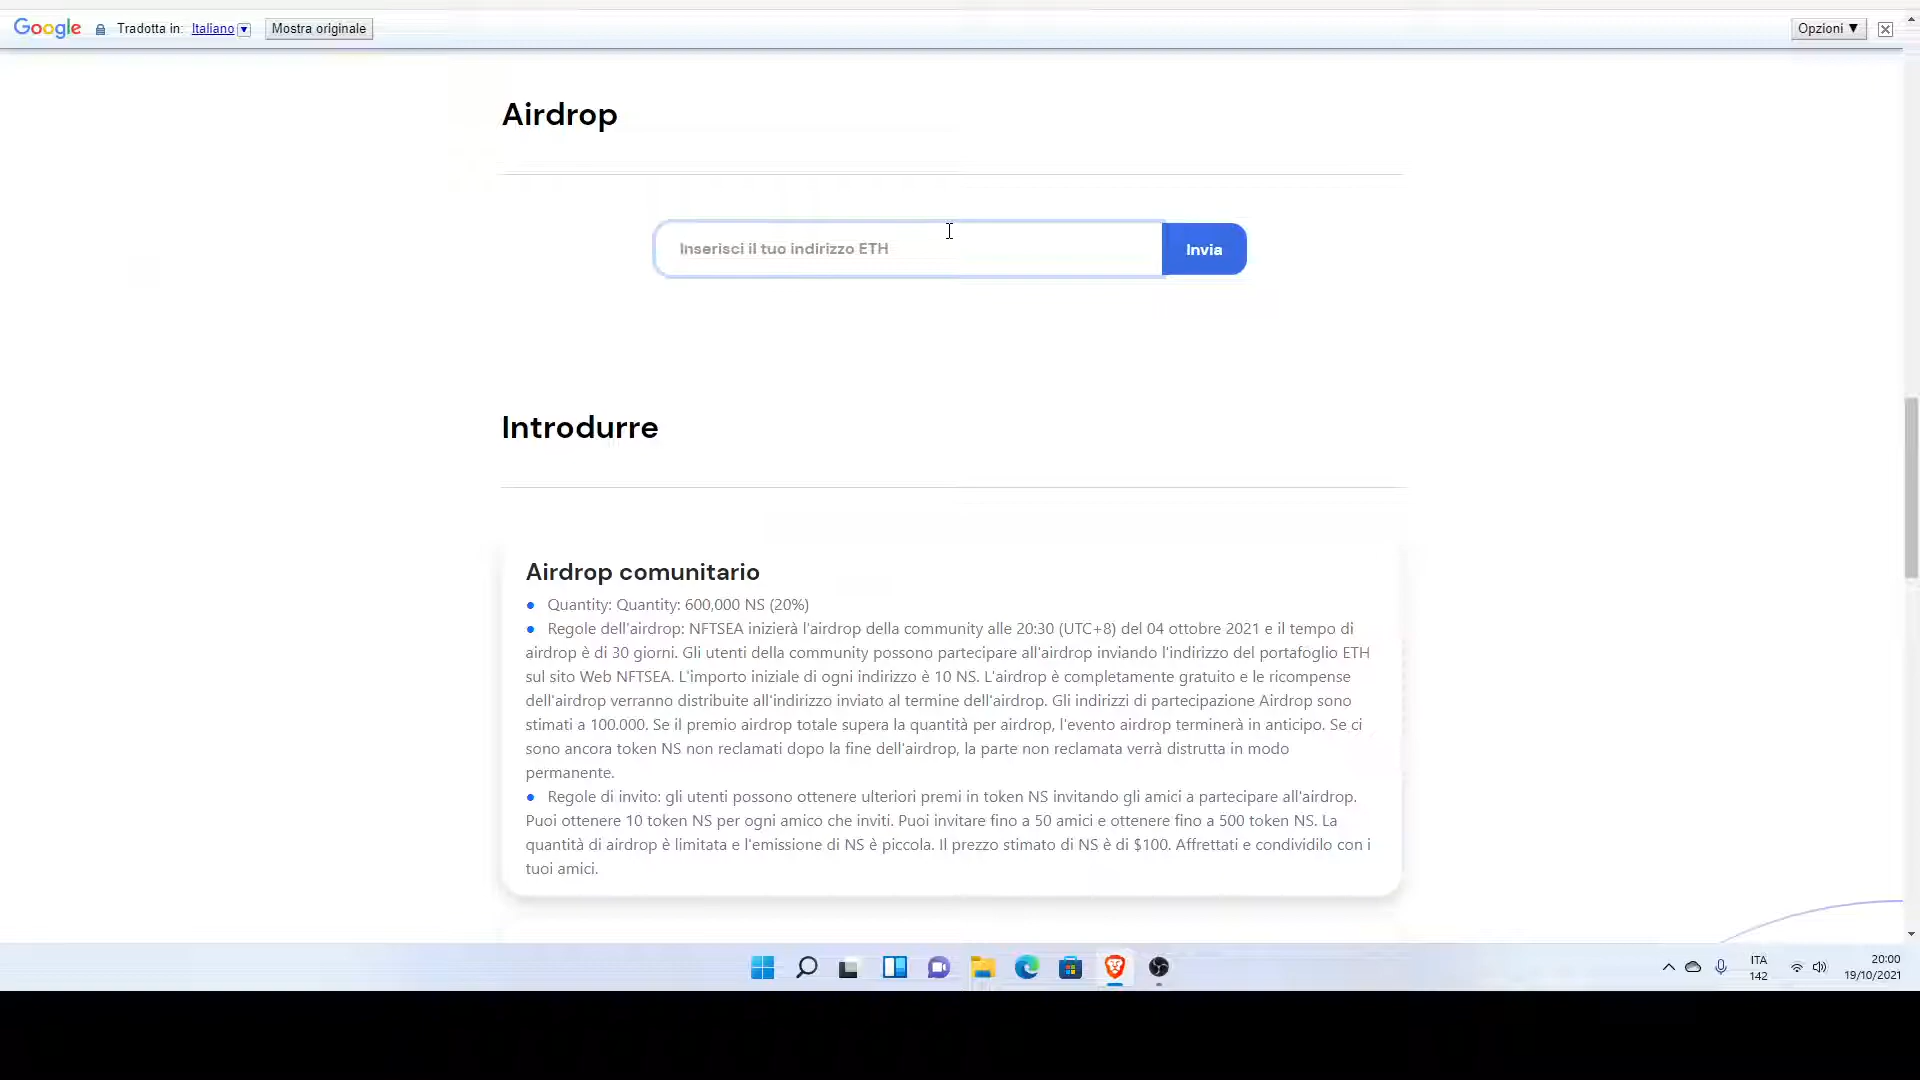 Google Tradotta in: Italiano ▼ Mostra originale Opzioni ▼
Airdrop
Inserisci il tuo indirizzo ETH Invia
Introdurre
Airdrop comunitario
● Quantity: Quantity: 600,000 NS (20%)
● Regole dell'airdrop: NFTSEA inizierà l'airdrop della community alle 20:30 (UTC+8) del 04 ottobre 2021 e il tempo di
airdrop è di 30 giorni. Gli utenti della community possono partecipare all'airdrop inviando l'indirizzo del portafoglio ETH
sul sito Web NFTSEA. L'importo iniziale di ogni indirizzo è 10 NS. L'airdrop è completamente gratuito e le ricompense
dell'airdrop verranno distribuite all'indirizzo inviato al termine dell'airdrop. Gli indirizzi di partecipazione Airdrop sono
stimati a 100.000. Se il premio airdrop totale supera la quantità per airdrop, l'evento airdrop terminerà in anticipo. Se ci
sono ancora token NS non reclamati dopo la fine dell'airdrop, la parte non reclamata verrà distrutta in modo
permanente.
● Regole di invito: gli utenti possono ottenere ulteriori premi in token NS invitando gli amici a partecipare all'airdrop.
Puoi ottenere 10 token NS per ogni amico che inviti. Puoi invitare fino a 50 amici e ottenere fino a 500 token NS. La
quantità di airdrop è limitata e l'emissione di NS è piccola. Il prezzo stimato di NS è di $100. Affrettati e condividilo con i
tuoi amici.
ITA 20:00
142 19/10/2021